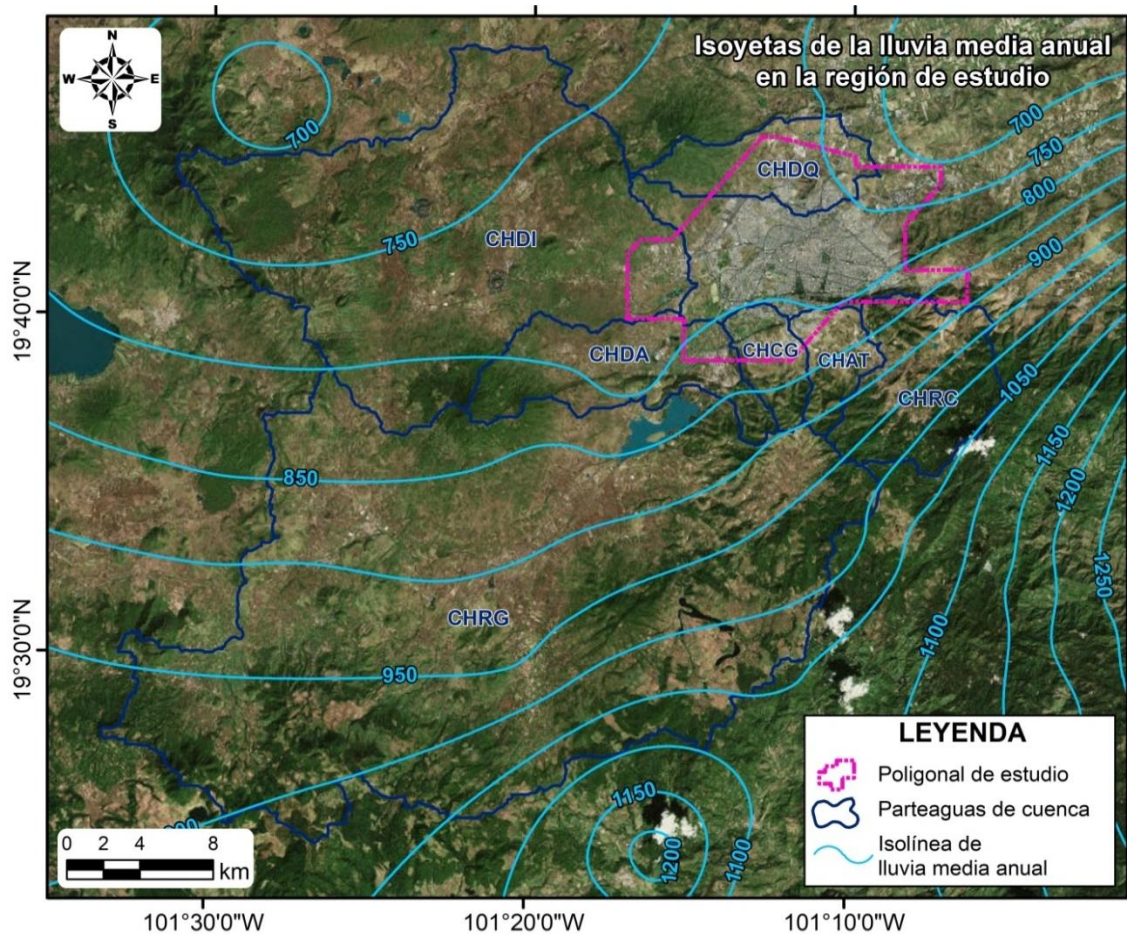 Isoyetas de la lluvia media anual
en la región de estudio
N
W E
S
700
700
750
CHDQ
800
CHDI
750
900
19°40'0"N
CHDA
CHCG
CHAT
CHRC
1050
850
1150
1200
1250
CHRG
1100
19°30'0"N
950
LEYENDA
Poligonal de estudio
Parteaguas de cuenca
Isolínea de
lluvia media anual
1150
1200
1100
0 2 4 8
km
101°30'0"W 101°20'0"W 101°10'0"W